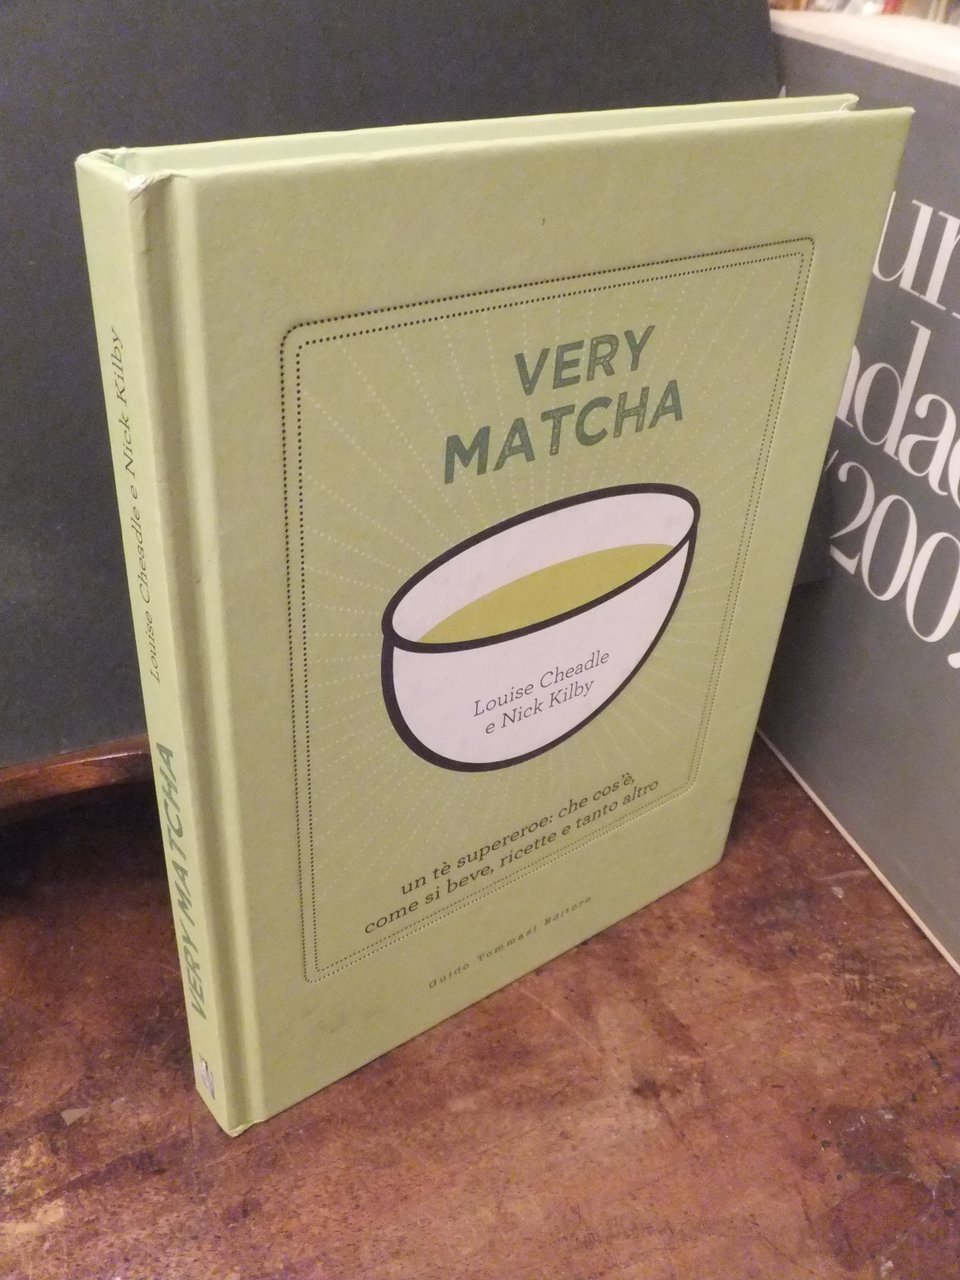 VERY
MATCHA
Louise Cheadle
e Nick Kilby
un tè supereroe: che cos'è,
come si beve, ricette e tanto altro
Guido Tommasi Editore
Louise Cheadle e Nick Kilby
VERY MATCHA
200